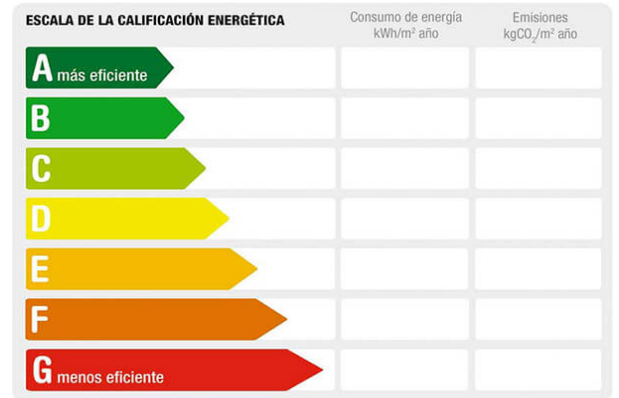 ESCALA DE LA CALIFICACIÓN ENERGÉTICA
Consumo de energía
kWh/m² año
Emisiones
kgCO₂/m² año
A más eficiente
B
C
D
E
F
G menos eficiente